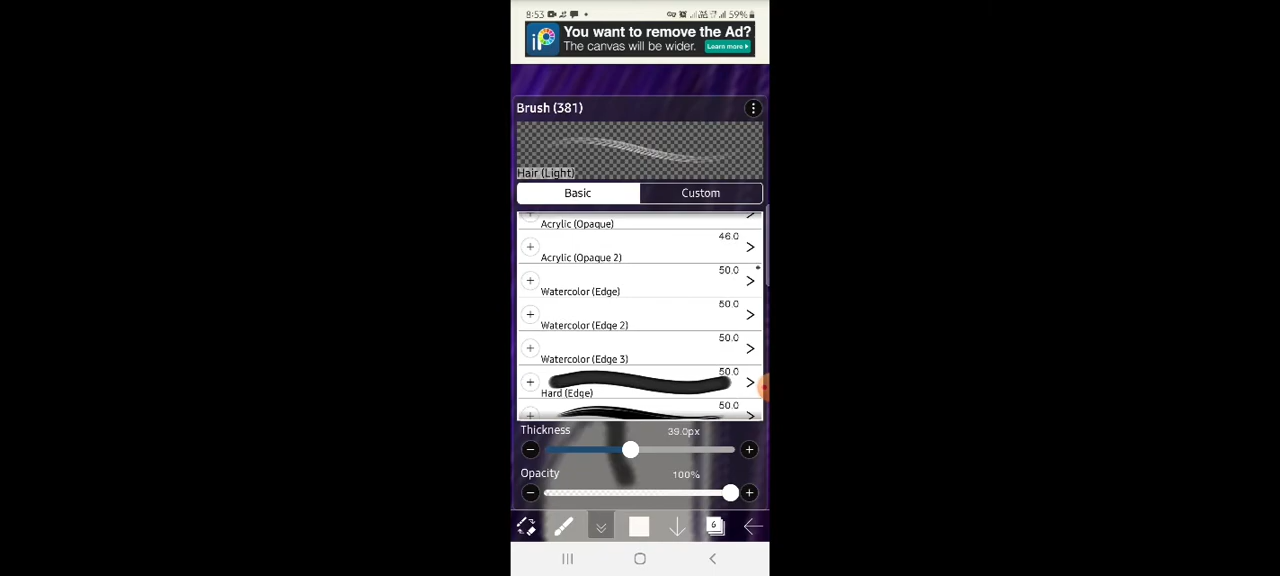 8:53
59%
You want to remove the Ad?
The canvas will be wider.
Learn more
iP
Brush (381)
Hair (Light)
Basic
Custom
Acrylic (Opaque)
46.0
Acrylic (Opaque 2)
50.0
Watercolor (Edge)
50.0
Watercolor (Edge 2)
50.0
Watercolor (Edge 3)
50.0
Hard (Edge)
50.0
Thickness
39.0px
Opacity
100%
6